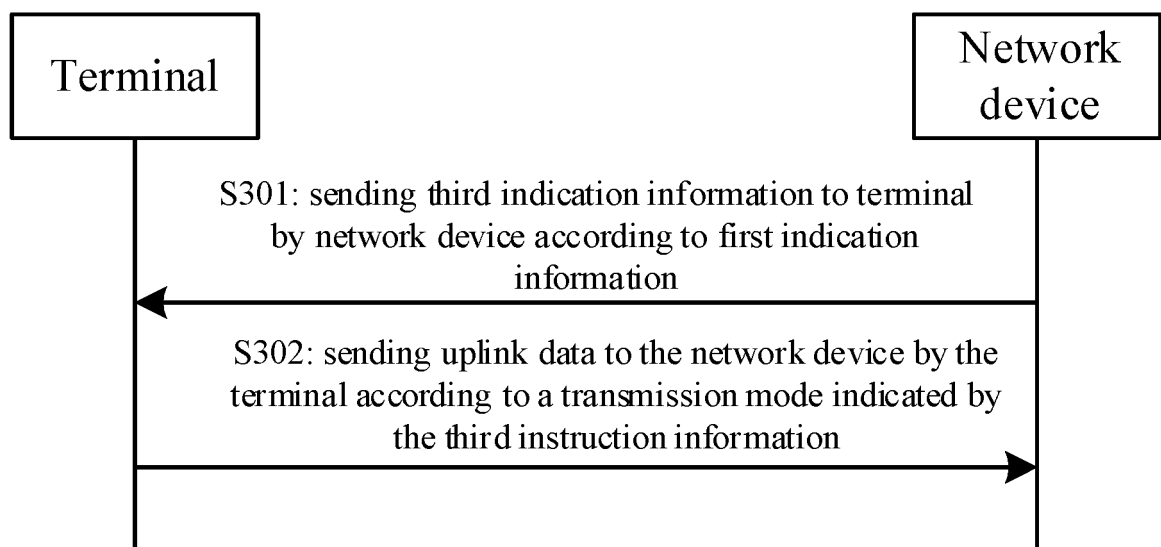 Terminal
Network
device
S301: sending third indication information to terminal
by network device according to first indication
information
S302: sending uplink data to the network device by the
terminal according to a transmission mode indicated by
the third instruction information